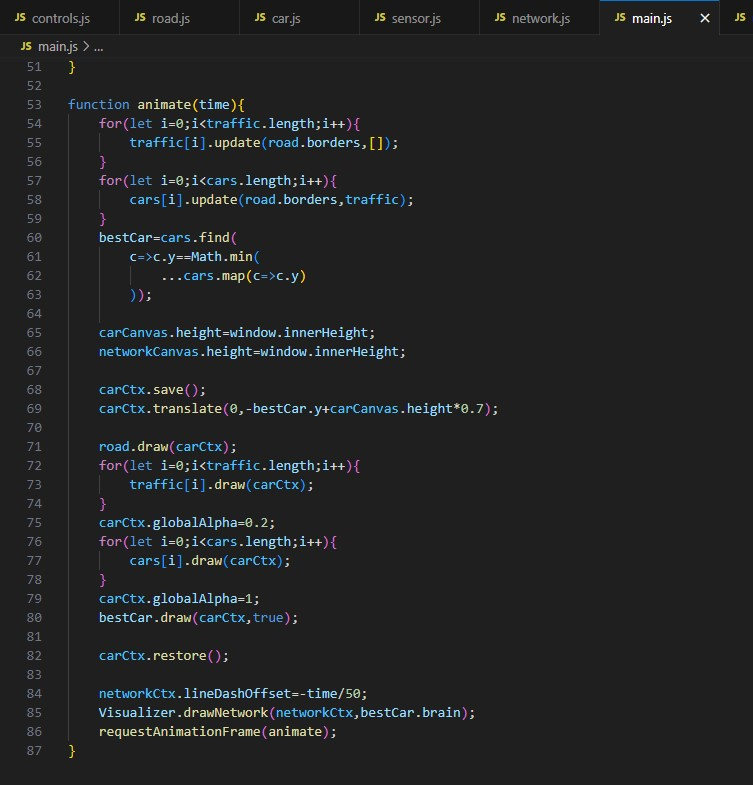 JS controls.js JS road.js JS car.js JS sensor.js JS network.js JS main.js × JS
JS main.js > ...
51 }
52
53 function animate(time){
54     for(let i=0;i<traffic.length;i++){
55         traffic[i].update(road.borders,[]);
56     }
57     for(let i=0;i<cars.length;i++){
58         cars[i].update(road.borders,traffic);
59     }
60     bestCar=cars.find(
61         c=>c.y==Math.min(
62             ...cars.map(c=>c.y)
63         ));
64
65     carCanvas.height=window.innerHeight;
66     networkCanvas.height=window.innerHeight;
67
68     carCtx.save();
69     carCtx.translate(0,-bestCar.y+carCanvas.height*0.7);
70
71     road.draw(carCtx);
72     for(let i=0;i<traffic.length;i++){
73         traffic[i].draw(carCtx);
74     }
75     carCtx.globalAlpha=0.2;
76     for(let i=0;i<cars.length;i++){
77         cars[i].draw(carCtx);
78     }
79     carCtx.globalAlpha=1;
80     bestCar.draw(carCtx,true);
81
82     carCtx.restore();
83
84     networkCtx.lineDashOffset=-time/50;
85     Visualizer.drawNetwork(networkCtx,bestCar.brain);
86     requestAnimationFrame(animate);
87 }